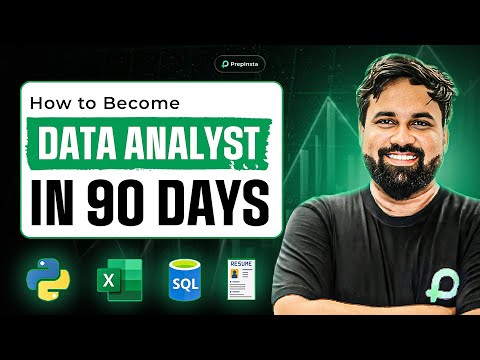 PrepInsta
How to Become
DATA ANALYST
IN 90 DAYS
X
SQL
RESUME